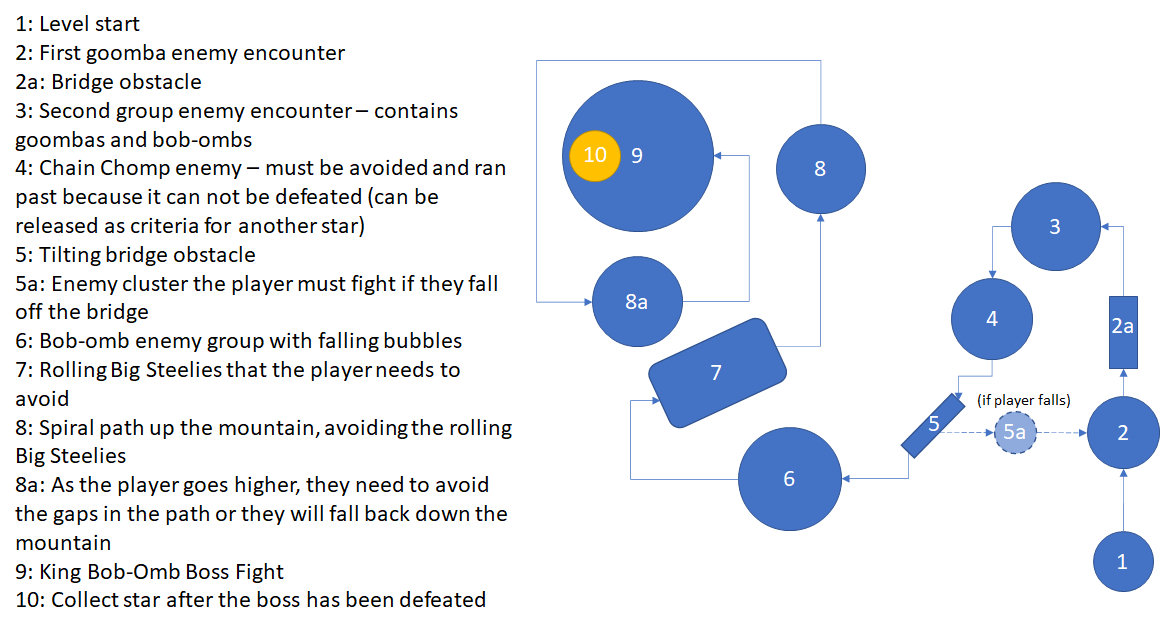 1: Level start
2: First goomba enemy encounter
2a: Bridge obstacle
3: Second group enemy encounter – contains
goombas and bob-ombs
4: Chain Chomp enemy – must be avoided and ran
past because it can not be defeated (can be
released as criteria for another star)
5: Tilting bridge obstacle
5a: Enemy cluster the player must fight if they fall
off the bridge
6: Bob-omb enemy group with falling bubbles
7: Rolling Big Steelies that the player needs to
avoid
8: Spiral path up the mountain, avoiding the rolling
Big Steelies
8a: As the player goes higher, they need to avoid
the gaps in the path or they will fall back down the
mountain
9: King Bob-Omb Boss Fight
10: Collect star after the boss has been defeated
10
9
8
3
8a
4
2a
7
(if player falls)
5
5a
2
6
1